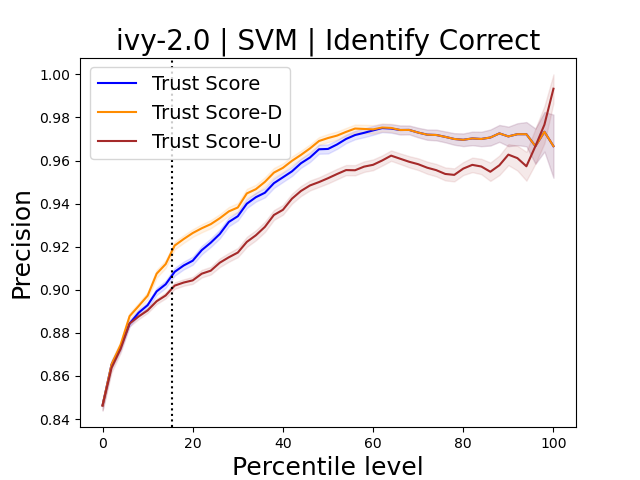 ivy-2.0 | SVM | Identify Correct
Trust Score
Trust Score-D
Trust Score-U
Precision
1.00
0.98
0.96
0.94
0.92
0.90
0.88
0.86
0.84
0 20 40 60 80 100
Percentile level